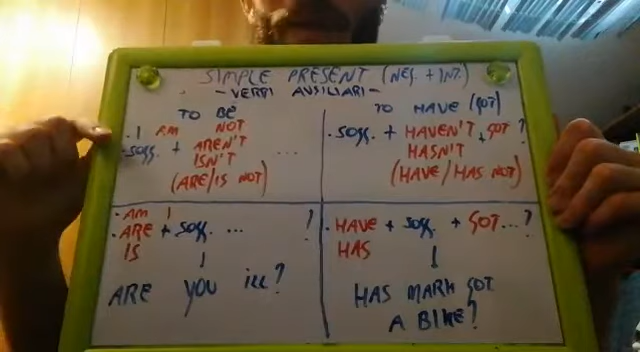 SIMPLE PRESENT (NEG. + INT.)
- VERBI AUSILIARI -
TO BE
. I AM NOT
- SOGG. + AREN'T
ISN'T ...
(ARE/IS NOT)
TO HAVE (GOT)
. SOGG. + HAVEN'T + GOT ?
HASN'T
(HAVE/HAS NOT)
. AM I
. ARE + SOGG. ... ?
IS
ARE YOU ILL?
. HAVE + SOGG. + GOT...?
HAS
HAS MARK GOT
A BIKE?